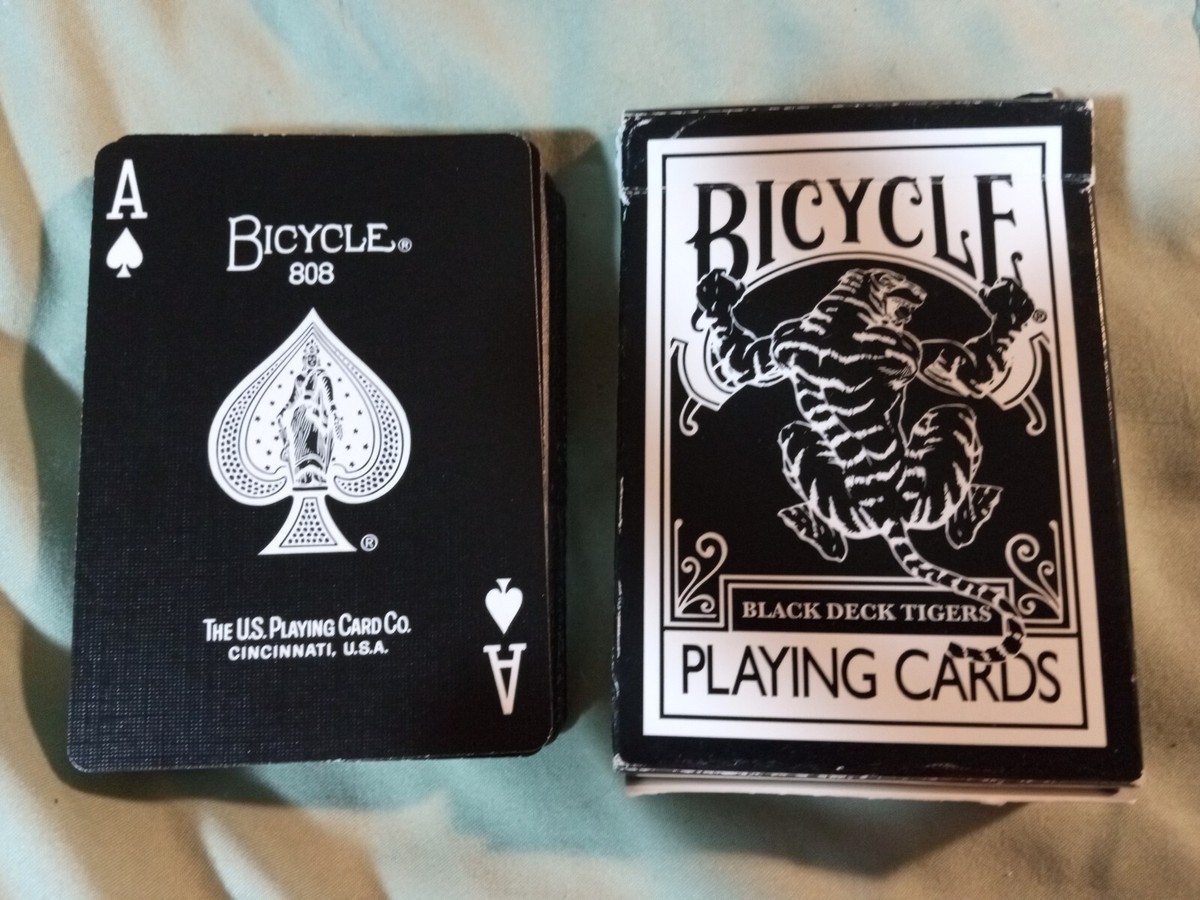 A
BICYCLE®
808
®
THE U.S. PLAYING CARD CO.
CINCINNATI, U.S.A.
A
BICYCLE
®
BLACK DECK TIGERS
PLAYING CARDS